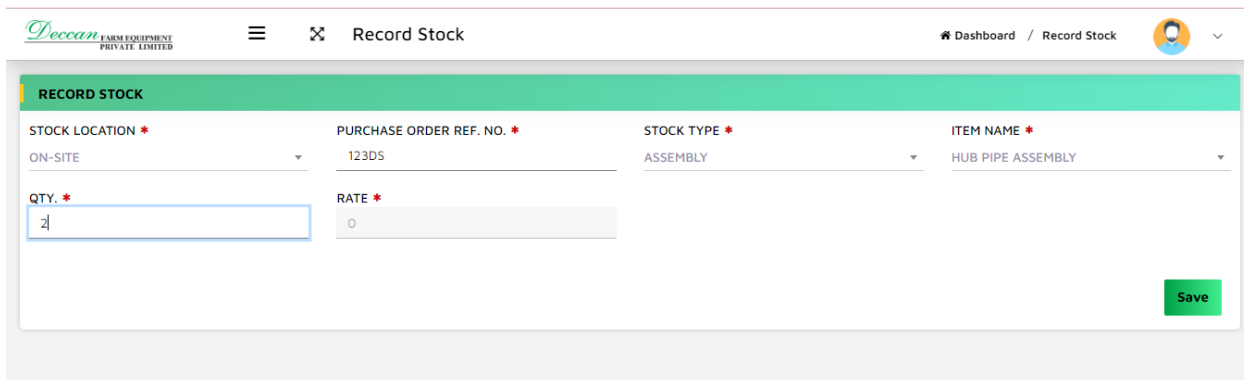 Deccan FARM EQUIPMENT
PRIVATE LIMITED
Record Stock
Dashboard / Record Stock
RECORD STOCK
STOCK LOCATION * PURCHASE ORDER REF. NO. * STOCK TYPE * ITEM NAME *
ON-SITE 123DS ASSEMBLY HUB PIPE ASSEMBLY
QTY. * RATE *
2 0
Save